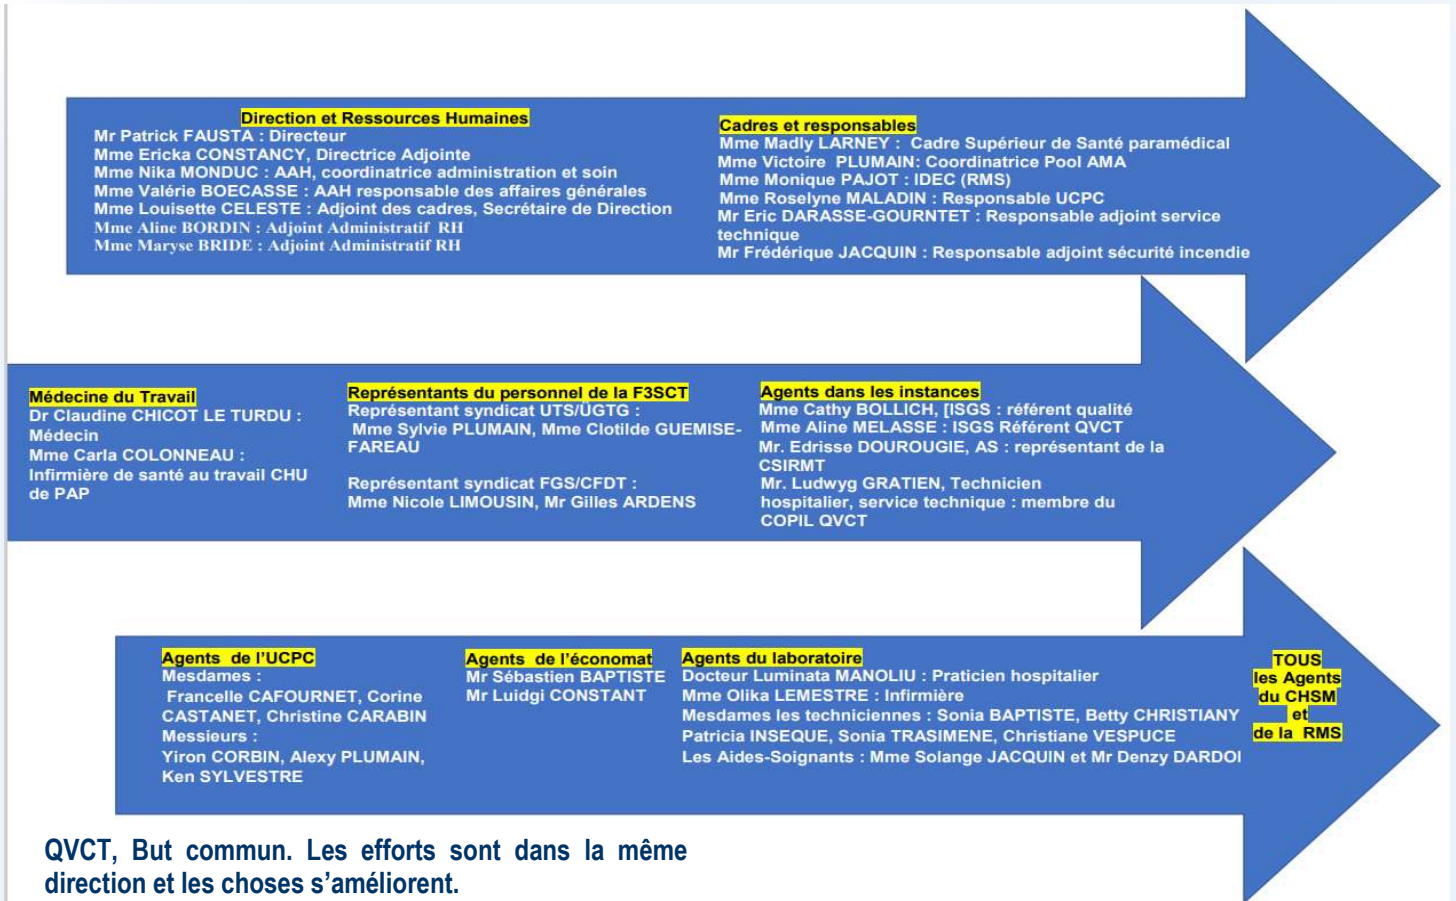 Direction et Ressources Humaines
Mr Patrick FAUSTA : Directeur
Mme Ericka CONSTANCY, Directrice Adjointe
Mme Nika MONDUC : AAH, coordinatrice administration et soin
Mme Valérie BOECASSE : AAH responsable des affaires générales
Mme Louisette CELESTE : Adjoint des cadres, Secrétaire de Direction
Mme Aline BORDIN : Adjoint Administratif RH
Mme Maryse BRIDE : Adjoint Administratif RH
Cadres et responsables
Mme Madly LARNEY : Cadre Supérieur de Santé paramédical
Mme Victoire PLUMAIN: Coordinatrice Pool AMA
Mme Monique PAJOT : IDEC (RMS)
Mme Roselyne MALADIN : Responsable UCPC
Mr Eric DARASSE-GOURNTET : Responsable adjoint service
technique
Mr Frédérique JACQUIN : Responsable adjoint sécurité incendie
Médecine du Travail
Dr Claudine CHICOT LE TURDU :
Médecin
Mme Carla COLONNEAU :
Infirmière de santé au travail CHU
de PAP
Représentants du personnel de la F3SCT
Représentant syndicat UTS/ÜGTG :
Mme Sylvie PLUMAIN, Mme Clotilde GUEMISE-
FAREAU
Représentant syndicat FGS/CFDT :
Mme Nicole LIMOUSIN, Mr Gilles ARDENS
Agents dans les instances
Mme Cathy BOLLICH, [ISGS : référent qualité
Mme Aline MELASSE : ISGS Référent QVCT
Mr. Edrisse DOUROUGIE, AS : représentant de la
CSIRMT
Mr. Ludwyg GRATIEN, Technicien
hospitalier, service technique : membre du
COPIL QVCT
Agents de l'UCPC
Mesdames :
Francelle CAFOURNET, Corine
CASTANET, Christine CARABIN
Messieurs :
Yiron CORBIN, Alexy PLUMAIN,
Ken SYLVESTRE
Agents de l'économat
Mr Sébastien BAPTISTE
Mr Luidgi CONSTANT
Agents du laboratoire
Docteur Luminata MANOLIU : Praticien hospitalier
Mme Olika LEMESTRE : Infirmière
Mesdames les techniciennes : Sonia BAPTISTE, Betty CHRISTIANY
Patricia INSEQUE, Sonia TRASIMENE, Christiane VESPUCE
Les Aides-Soignants : Mme Solange JACQUIN et Mr Denzy DARDOI
TOUS
les Agents
du CHSM
et
de la RMS
QVCT, But commun. Les efforts sont dans la même
direction et les choses s'améliorent.